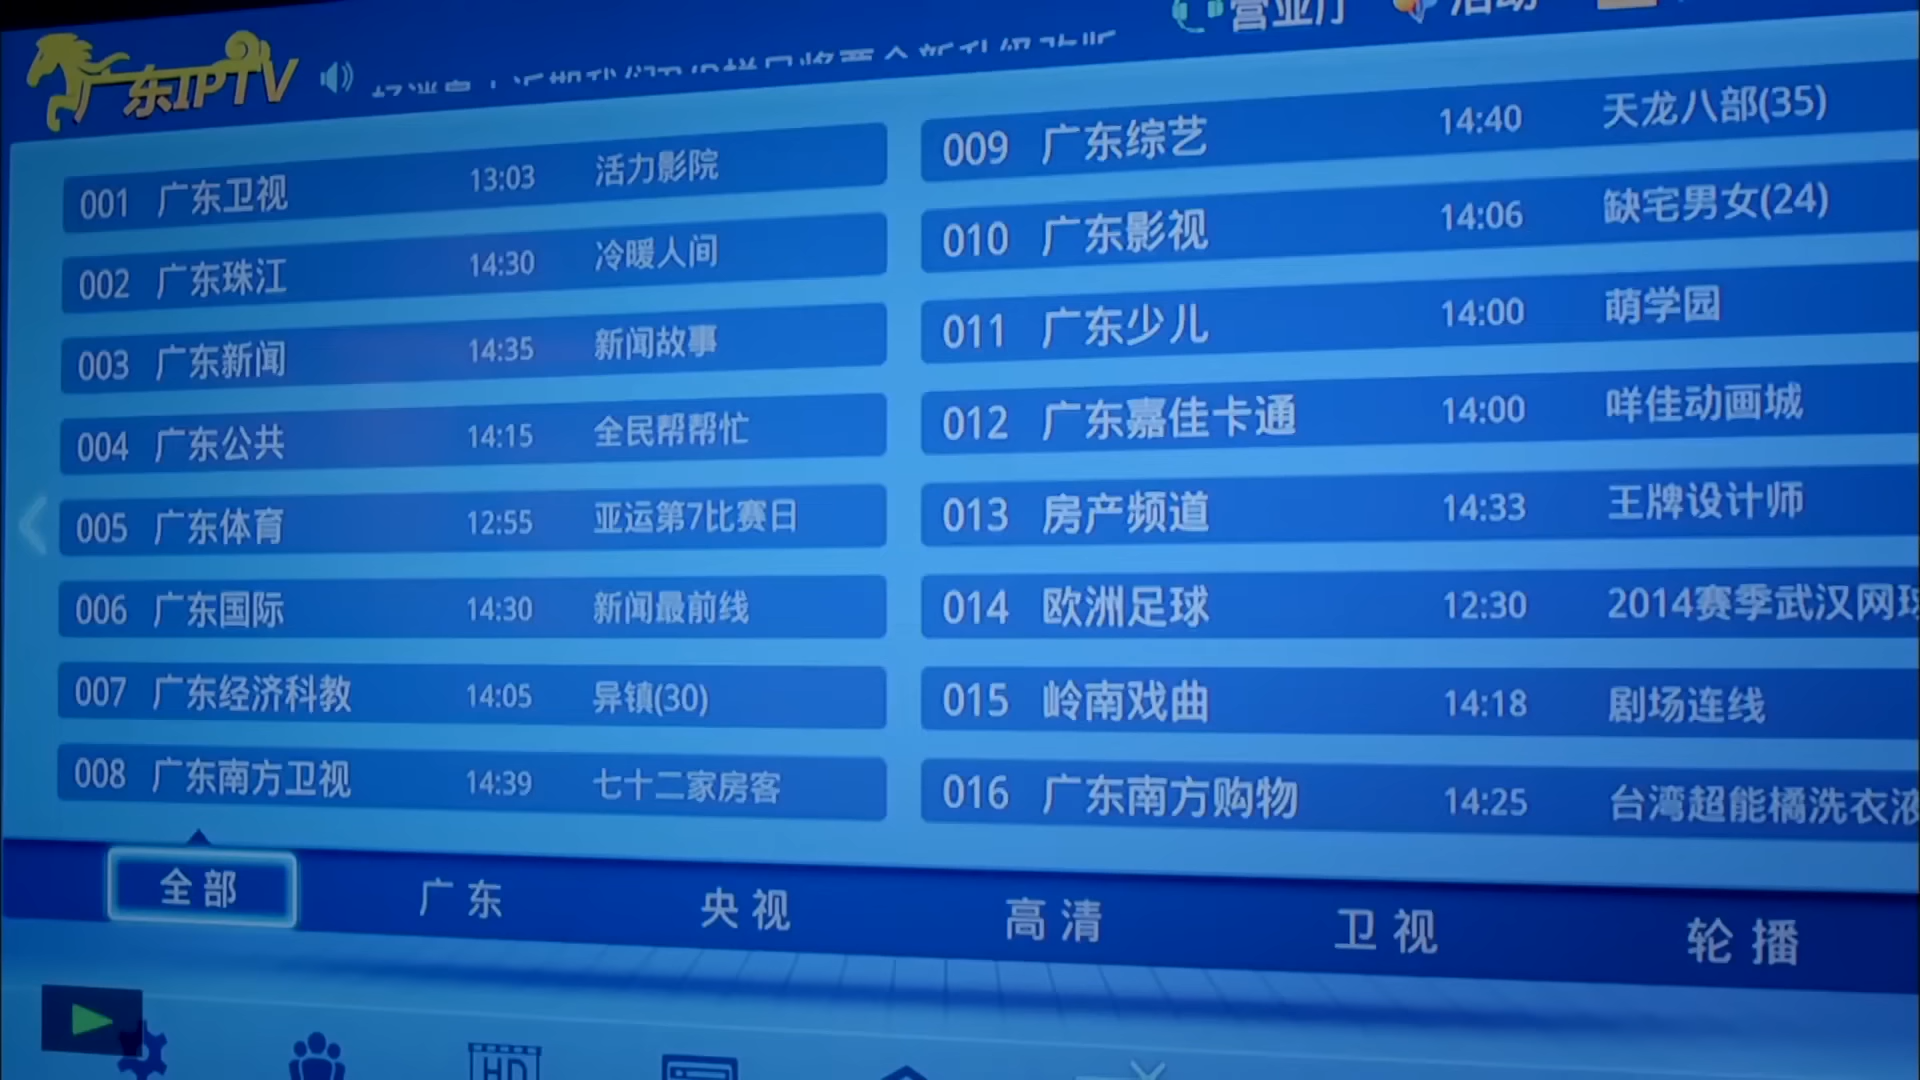 广东IPTV
营业厅
活动
001 广东卫视 13:03 活力影院
002 广东珠江 14:30 冷暖人间
003 广东新闻 14:35 新闻故事
004 广东公共 14:15 全民帮帮忙
005 广东体育 12:55 亚运第7比赛日
006 广东国际 14:30 新闻最前线
007 广东经济科教 14:05 异镇(30)
008 广东南方卫视 14:39 七十二家房客
009 广东综艺 14:40 天龙八部(35)
010 广东影视 14:06 缺宅男女(24)
011 广东少儿 14:00 萌学园
012 广东嘉佳卡通 14:00 咩佳动画城
013 房产频道 14:33 王牌设计师
014 欧洲足球 12:30 2014赛季武汉网球
015 岭南戏曲 14:18 剧场连线
016 广东南方购物 14:25 台湾超能橘洗衣液
全部 广东 央视 高清 卫视 轮播
HD